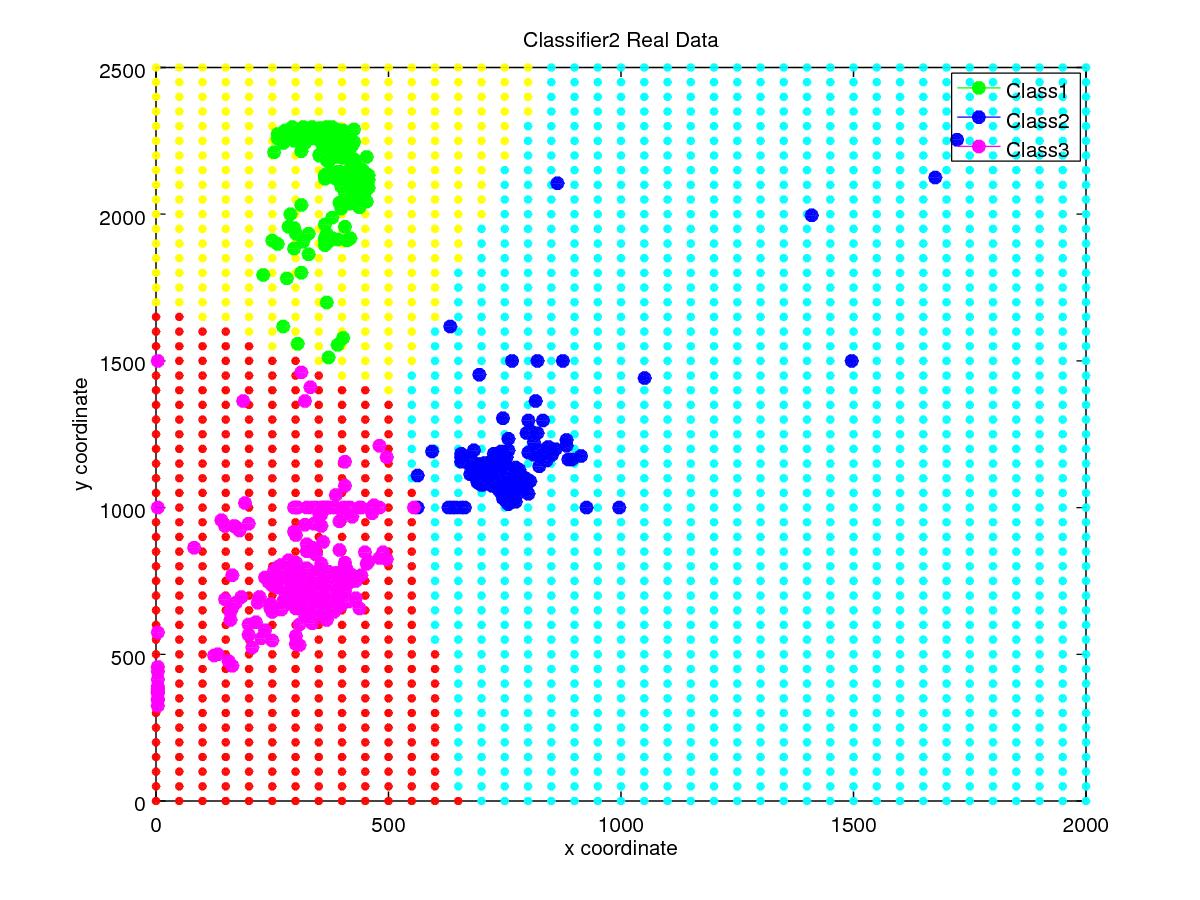 Classifier2 Real Data
2500
2000
1500
1000
500
0
y coordinate
Class1
Class2
Class3
0 500 1000 1500 2000
x coordinate